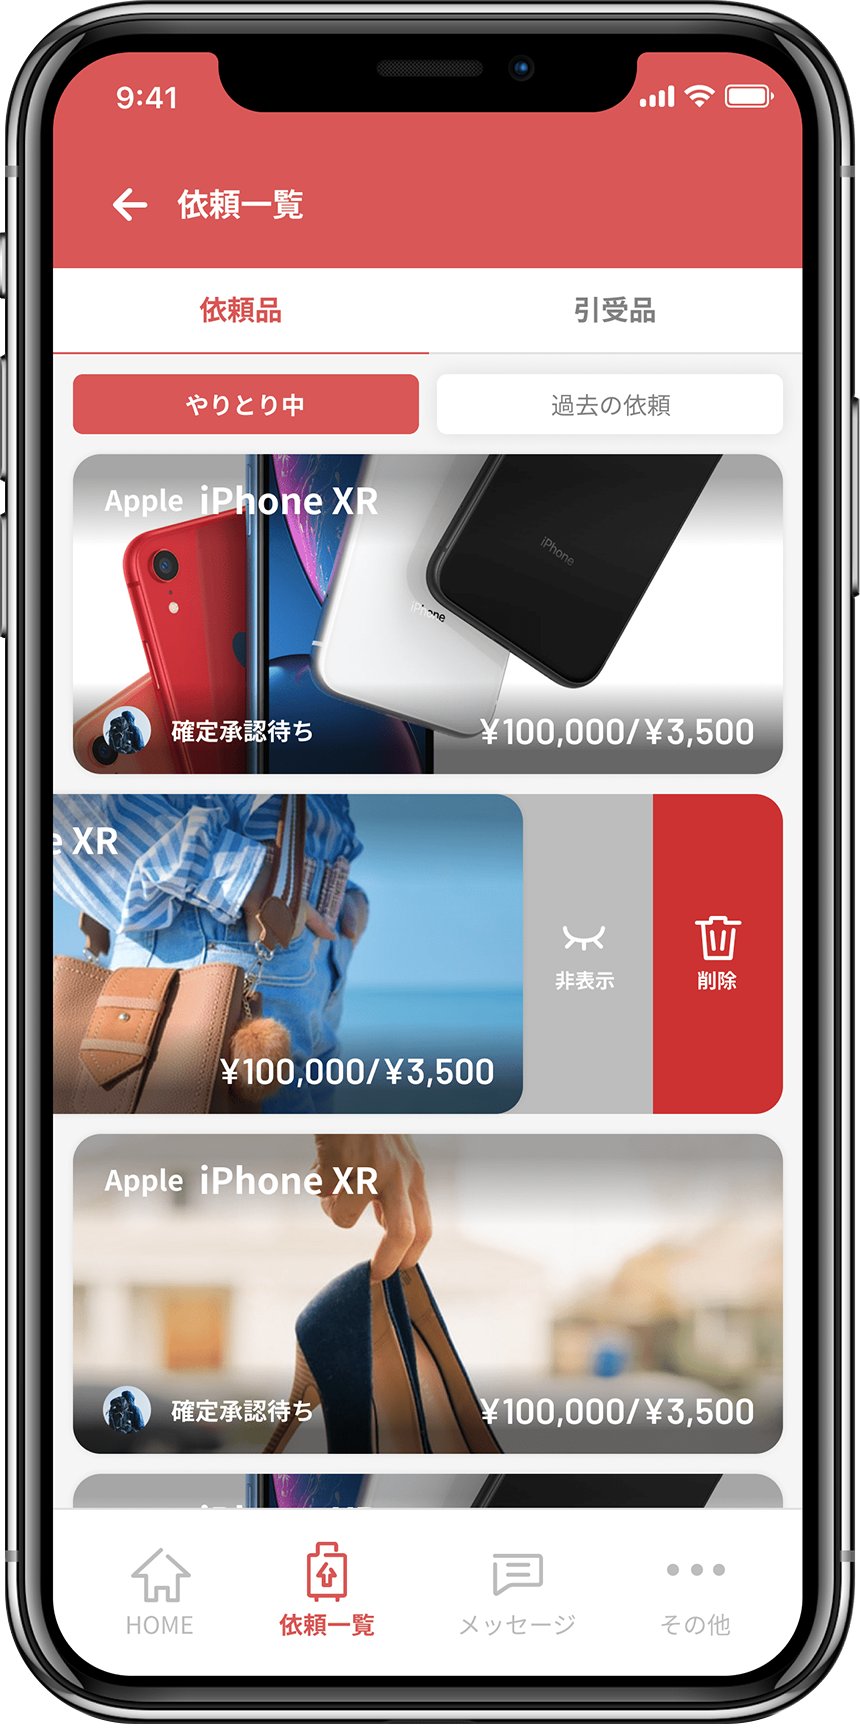 9:41
依頼一覧
依頼品 引受品
やりとり中 過去の依頼
Apple iPhone XR
iPhone
iPhone
確定承認待ち ¥100,000/¥3,500
e XR
非表示 削除
¥100,000/¥3,500
Apple iPhone XR
確定承認待ち ¥100,000/¥3,500
HOME 依頼一覧 メッセージ その他